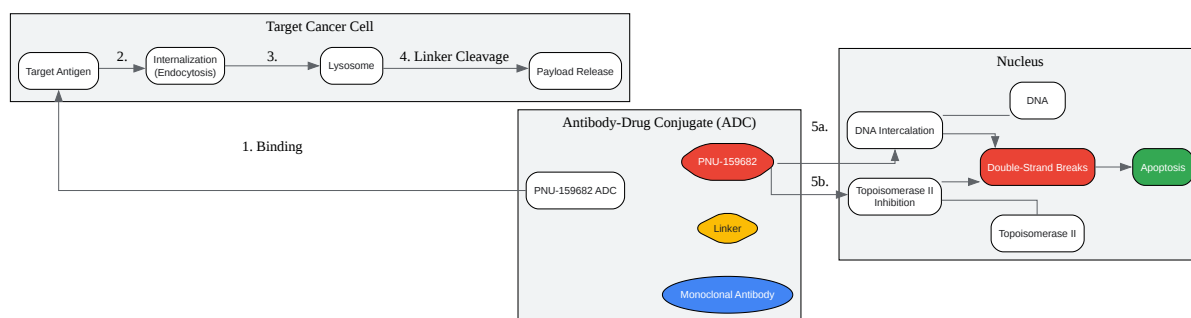 Target Cancer Cell
Target Antigen
2.
Internalization
(Endocytosis)
3.
Lysosome
4. Linker Cleavage
Payload Release
1. Binding
Antibody-Drug Conjugate (ADC)
PNU-159682 ADC
PNU-159682
Linker
Monoclonal Antibody
5a.
5b.
Nucleus
DNA
DNA Intercalation
Double-Strand Breaks
Apoptosis
Topoisomerase II
Inhibition
Topoisomerase II